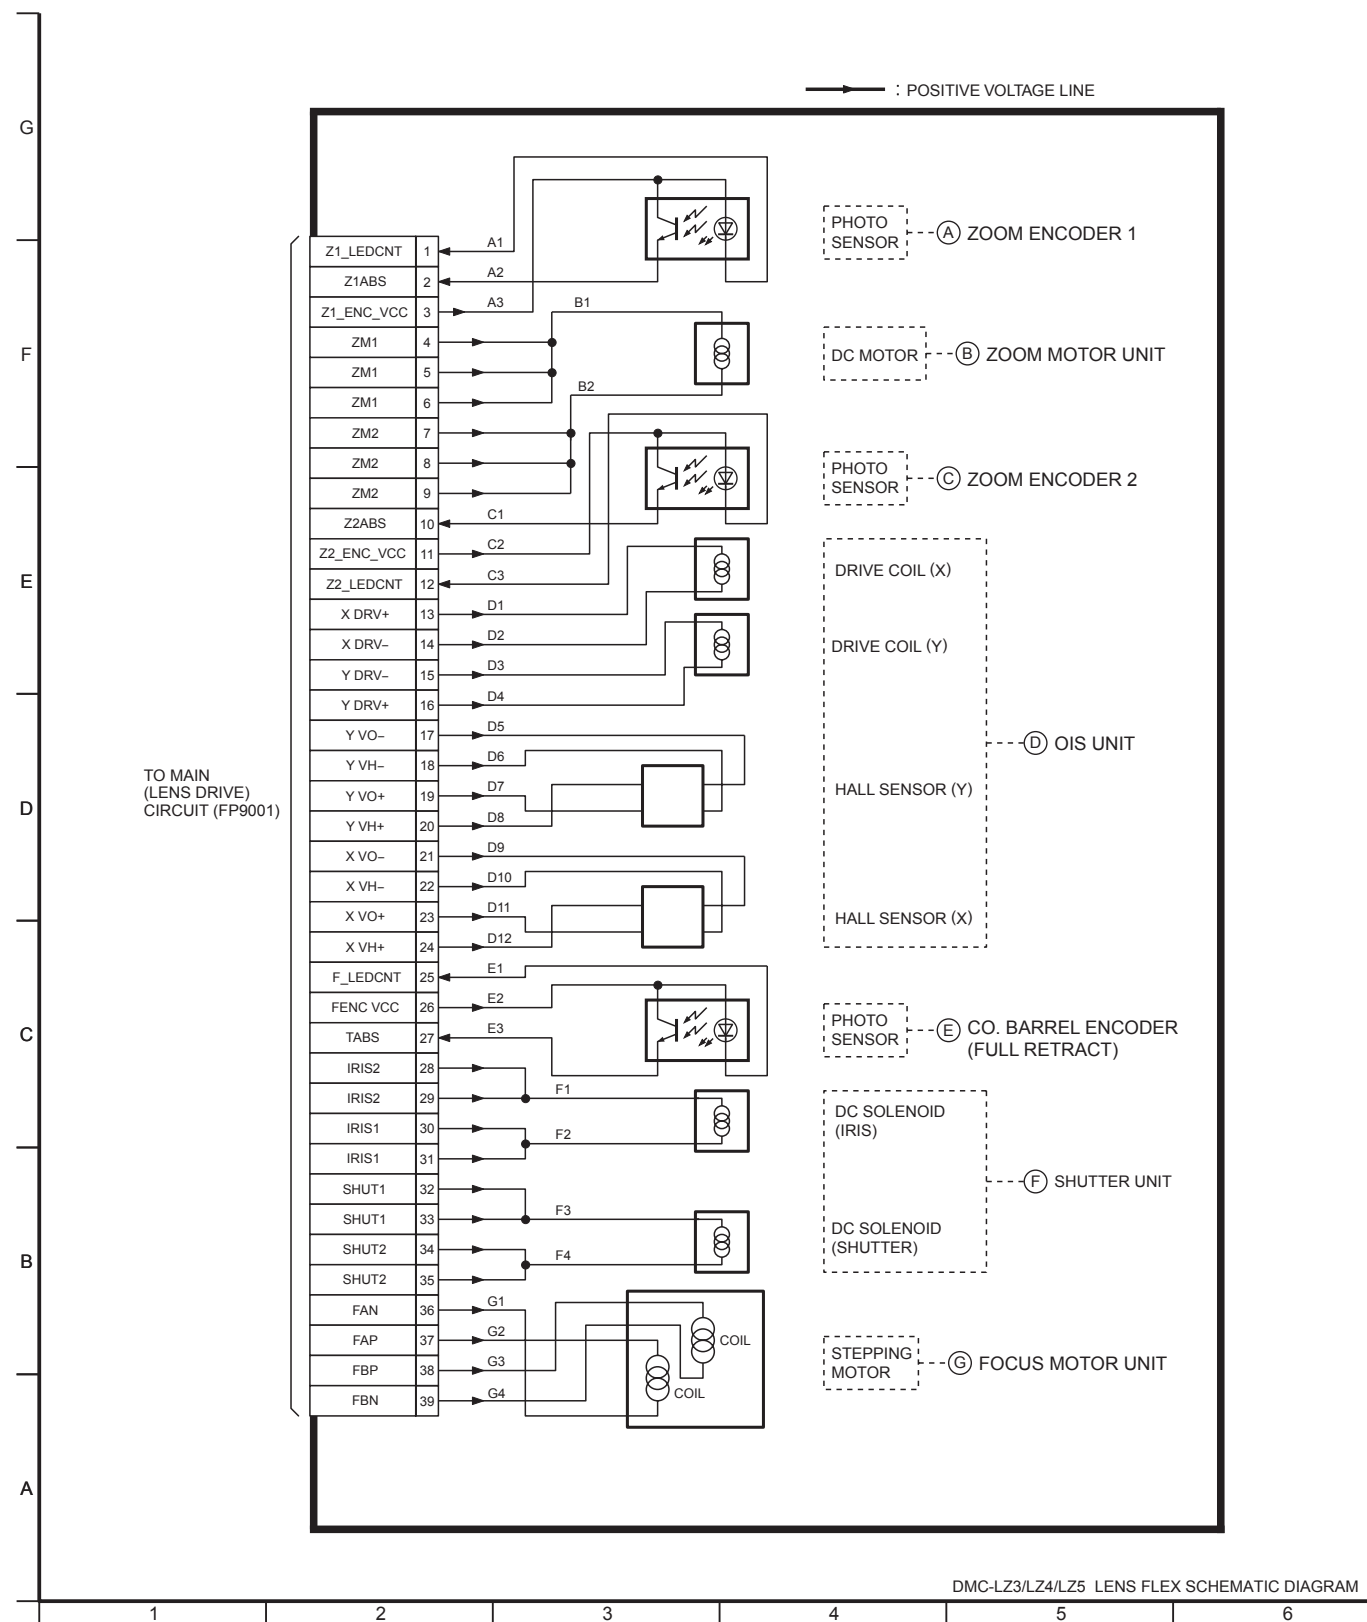 : POSITIVE VOLTAGE LINE
G
F
E
D
C
B
A
TO MAIN
(LENS DRIVE)
CIRCUIT (FP9001)
Z1_LEDCNT 1 A1
Z1ABS 2 A2
Z1_ENC_VCC 3 A3 B1
ZM1 4
ZM1 5
ZM1 6 B2
ZM2 7
ZM2 8
ZM2 9
Z2ABS 10 C1
Z2_ENC_VCC 11 C2
Z2_LEDCNT 12 C3
X DRV+ 13 D1
X DRV– 14 D2
Y DRV– 15 D3
Y DRV+ 16 D4
Y VO– 17 D5
Y VH– 18 D6
Y VO+ 19 D7
Y VH+ 20 D8
X VO– 21 D9
X VH– 22 D10
X VO+ 23 D11
X VH+ 24 D12
F_LEDCNT 25 E1
FENC VCC 26 E2
TABS 27 E3
IRIS2 28
IRIS2 29 F1
IRIS1 30 F2
IRIS1 31
SHUT1 32
SHUT1 33 F3
SHUT2 34 F4
SHUT2 35
FAN 36 G1
FAP 37 G2
FBP 38 G3
FBN 39 G4
COIL
COIL
PHOTO
SENSOR
A ZOOM ENCODER 1
DC MOTOR B ZOOM MOTOR UNIT
PHOTO
SENSOR
C ZOOM ENCODER 2
DRIVE COIL (X)
DRIVE COIL (Y)
D OIS UNIT
HALL SENSOR (Y)
HALL SENSOR (X)
PHOTO
SENSOR
E CO. BARREL ENCODER
(FULL RETRACT)
DC SOLENOID
(IRIS)
F SHUTTER UNIT
DC SOLENOID
(SHUTTER)
STEPPING
MOTOR
G FOCUS MOTOR UNIT
DMC-LZ3/LZ4/LZ5 LENS FLEX SCHEMATIC DIAGRAM
1 2 3 4 5 6